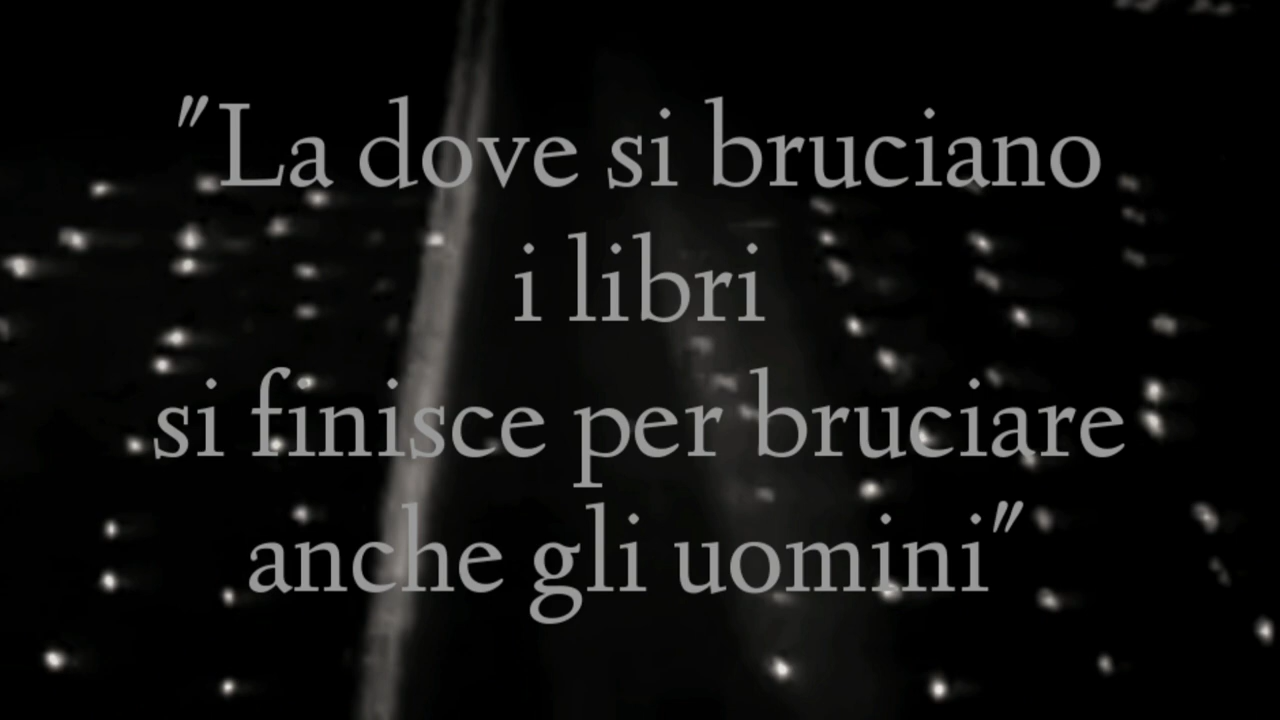 "La dove si bruciano
i libri
si finisce per bruciare
anche gli uomini"